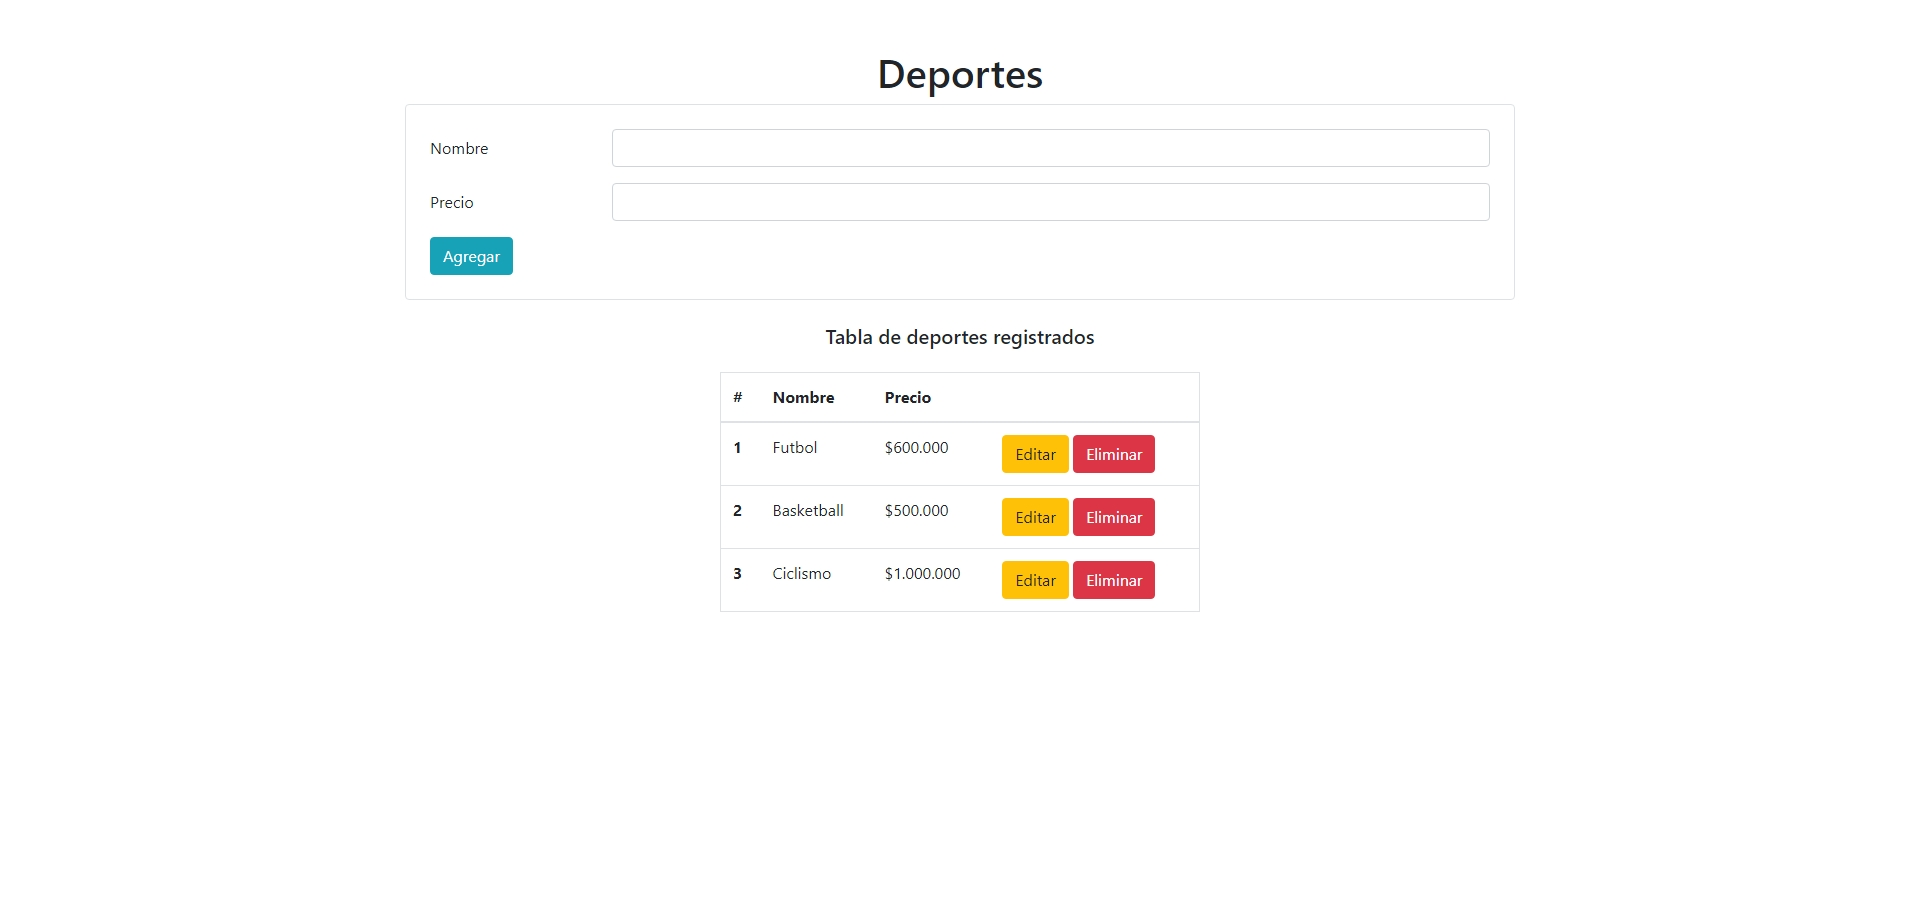 Deportes
Nombre
Precio
Agregar
Tabla de deportes registrados
# Nombre Precio
1 Futbol $600.000 Editar Eliminar
2 Basketball $500.000 Editar Eliminar
3 Ciclismo $1.000.000 Editar Eliminar